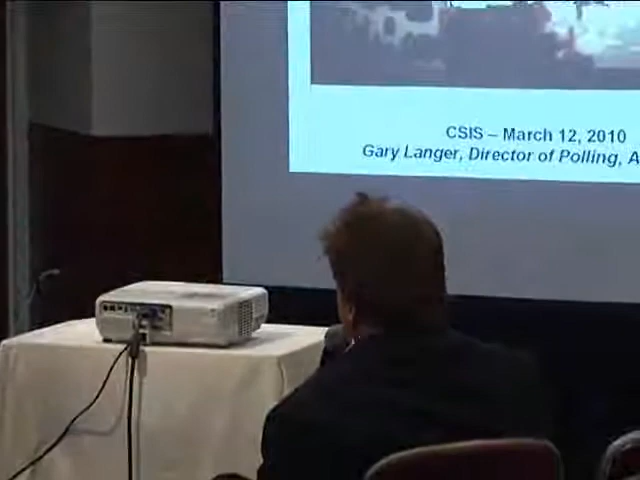 CSIS – March 12, 2010
Gary Langer, Director of Polling, A